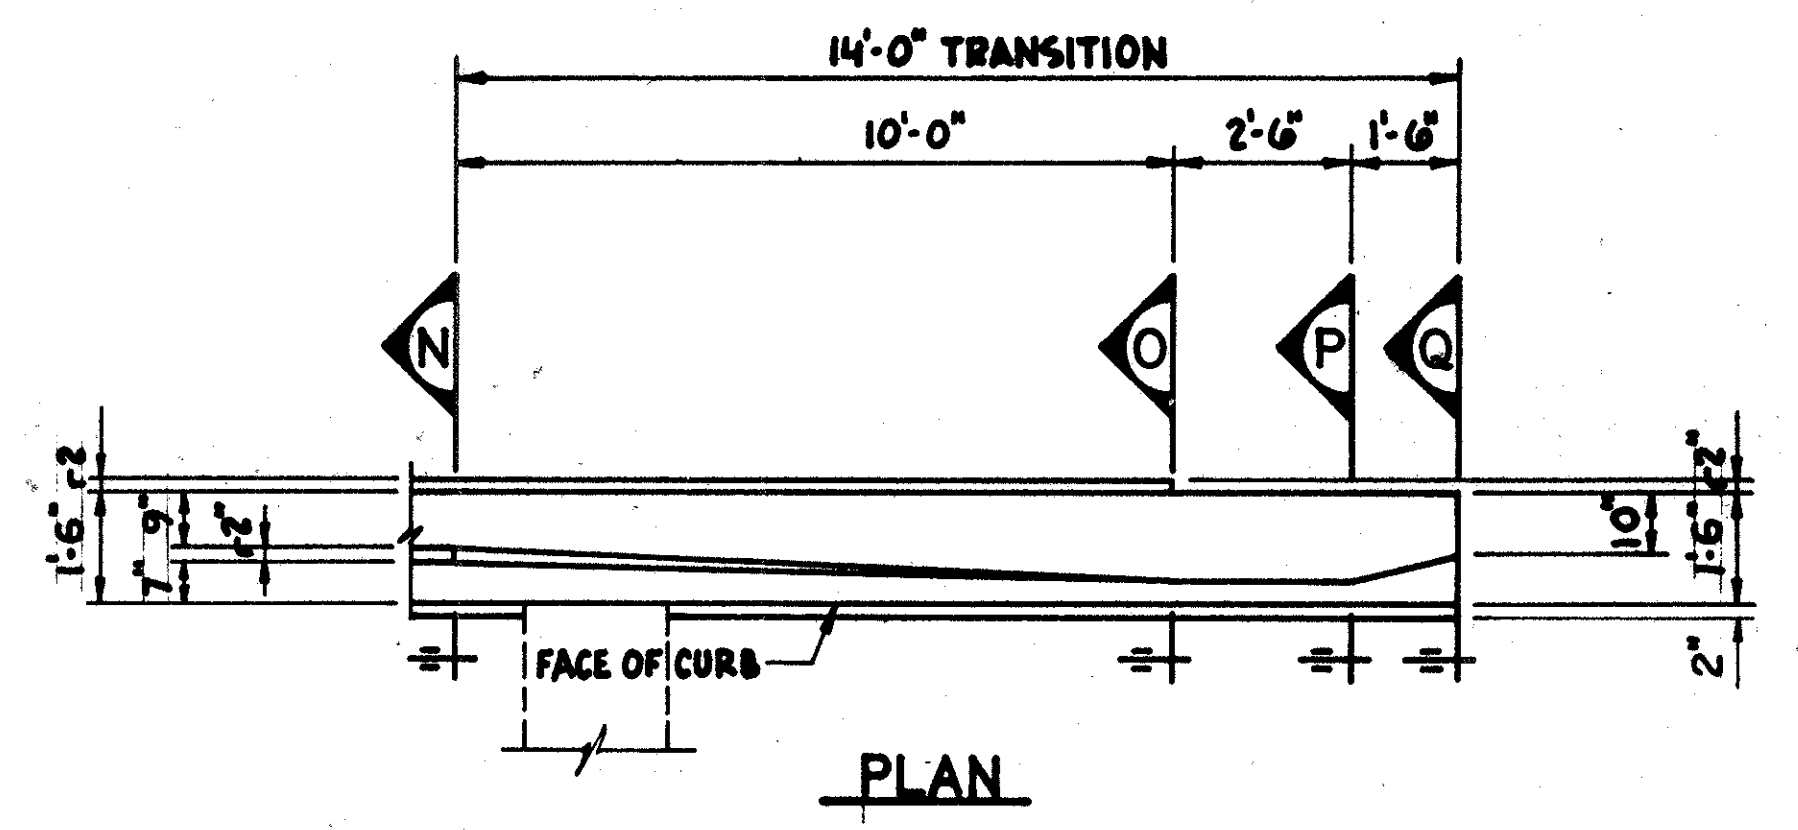 14'-0" TRANSITION
10'-0" 2'-6" 1'-6"
N O P Q
2"
1'-6"
9"
7"
2"
2"
10"
1'-6"
2"
FACE OF CURB
PLAN